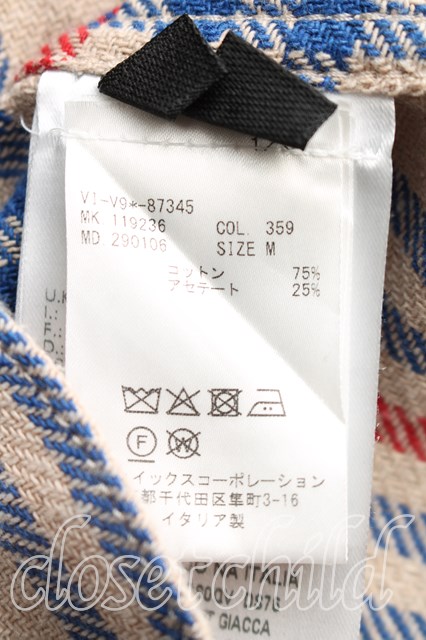 VI-V9*-87345
MK. 119236 COL. 359
MD 290106 SIZE M
コットン 75%
アセテート 25%
U.K
I.:
F.:
D.:
F W
イックスコーポレーション
都千代田区隼町3-16
イタリア製
GIACCA
closetchild